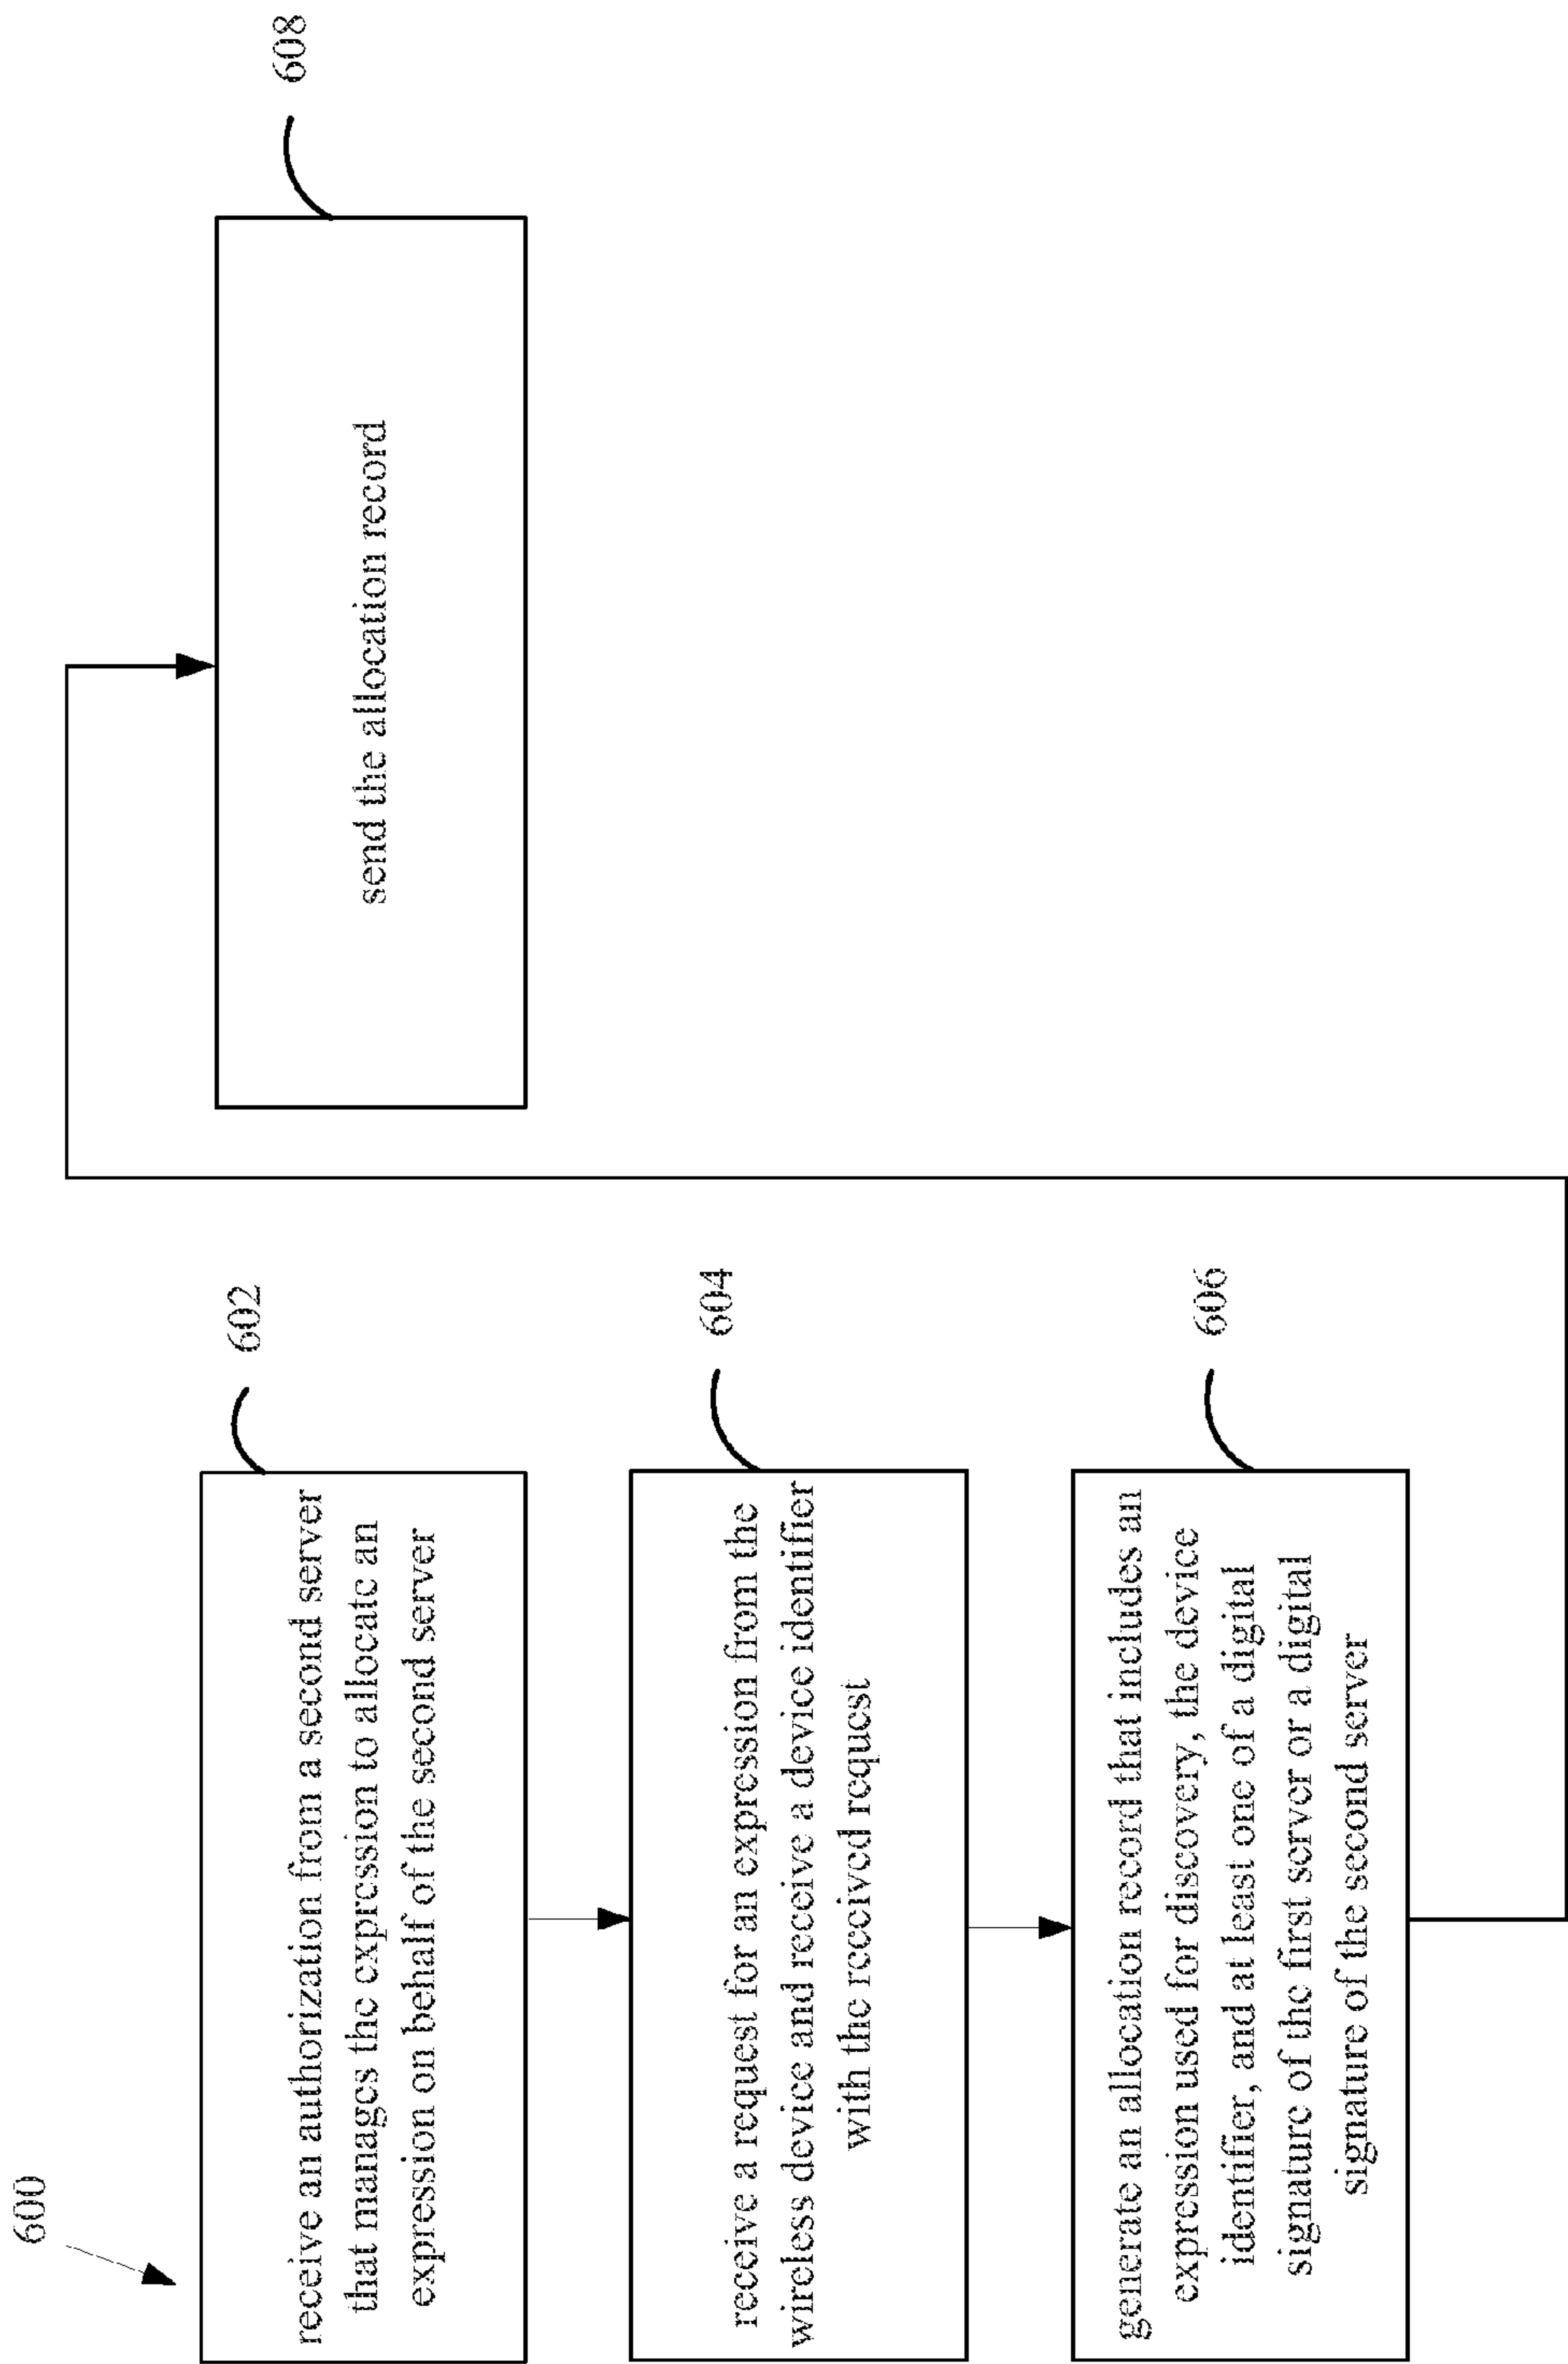 600
receive an authorization from a second server
that manages the expression to allocate an
expression on behalf of the second server
602
receive a request for an expression from the
wireless device and receive a device identifier
with the received request
604
generate an allocation record that includes an
expression used for discovery, the device
identifier, and at least one of a digital
signature of the first server or a digital
signature of the second server
606
send the allocation record
608